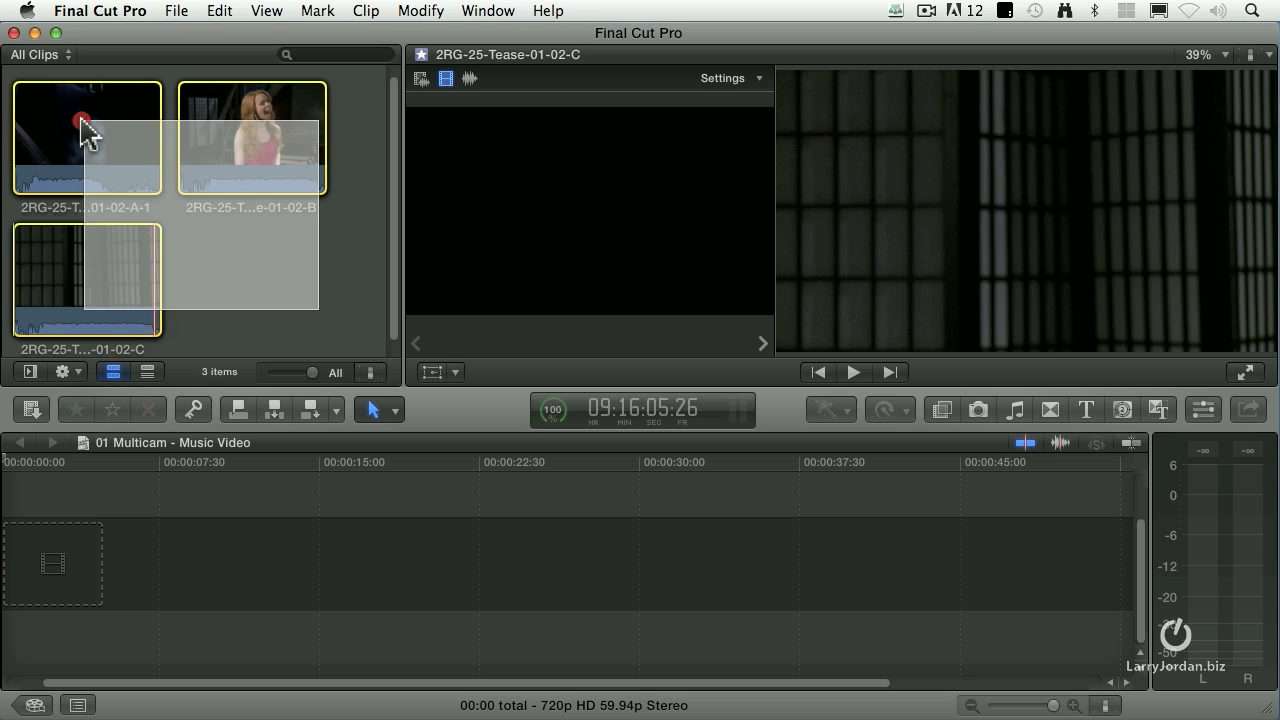 Final Cut Pro File Edit View Mark Clip Modify Window Help 12
Final Cut Pro
All Clips
2RG-25-Tease-01-02-C 39%
Settings
2RG-25-T...01-02-A-1 2RG-25-T...e-01-02-B
2RG-25-T...-01-02-C
3 items All
100 % 09:16:05:26
HR MIN SEC FR
01 Multicam - Music Video
00:00:00:00 00:00:07:30 00:00:15:00 00:00:22:30 00:00:30:00 00:00:37:30 00:00:45:00
-∞ -∞
6
0
-6
-12
-20
-50
LarryJordan.biz
L R
00:00 total - 720p HD 59.94p Stereo